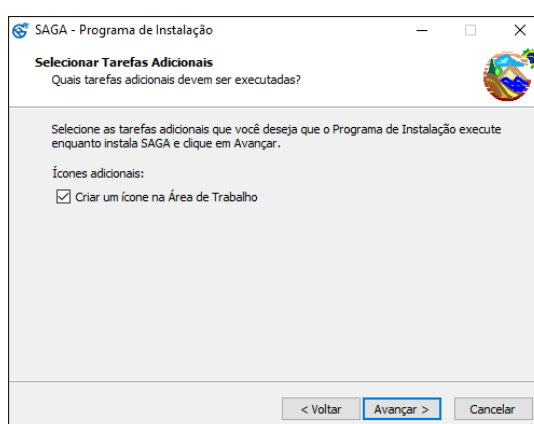 SAGA - Programa de Instalação
Selecionar Tarefas Adicionais
Quais tarefas adicionais devem ser executadas?
Selecione as tarefas adicionais que você deseja que o Programa de Instalação execute
enquanto instala SAGA e clique em Avançar.
Ícones adicionais:
Criar um ícone na Área de Trabalho
< Voltar
Avançar >
Cancelar